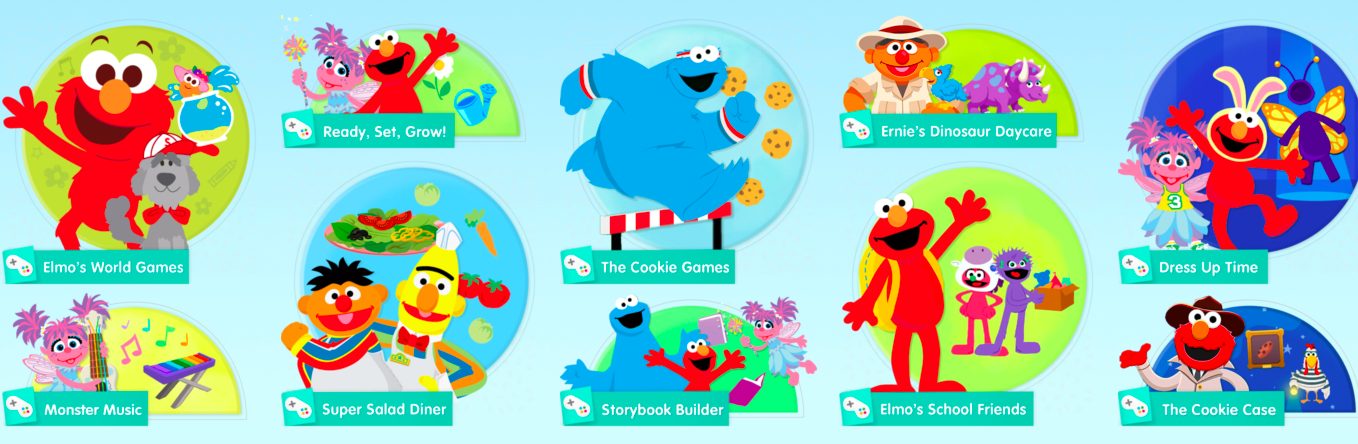 Elmo's World Games
Monster Music
Ready, Set, Grow!
Super Salad Diner
The Cookie Games
Storybook Builder
Ernie's Dinosaur Daycare
Elmo's School Friends
3
Dress Up Time
The Cookie Case